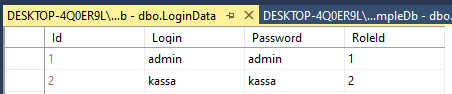 DESKTOP-4Q0ER9L\...b - dbo.LoginData DESKTOP-4Q0ER9L\...mpleDb - dbo.
Id Login Password RoleId
1 admin admin 1
2 kassa kassa 2